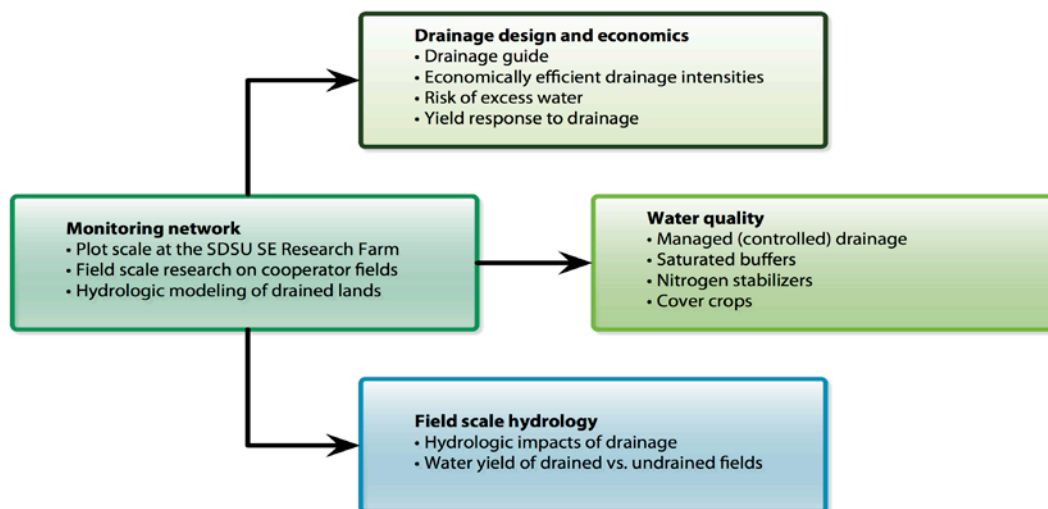 Drainage design and economics
• Drainage guide
• Economically efficient drainage intensities
• Risk of excess water
• Yield response to drainage
Monitoring network
• Plot scale at the SDSU SE Research Farm
• Field scale research on cooperator fields
• Hydrologic modeling of drained lands
Water quality
• Managed (controlled) drainage
• Saturated buffers
• Nitrogen stabilizers
• Cover crops
Field scale hydrology
• Hydrologic impacts of drainage
• Water yield of drained vs. undrained fields